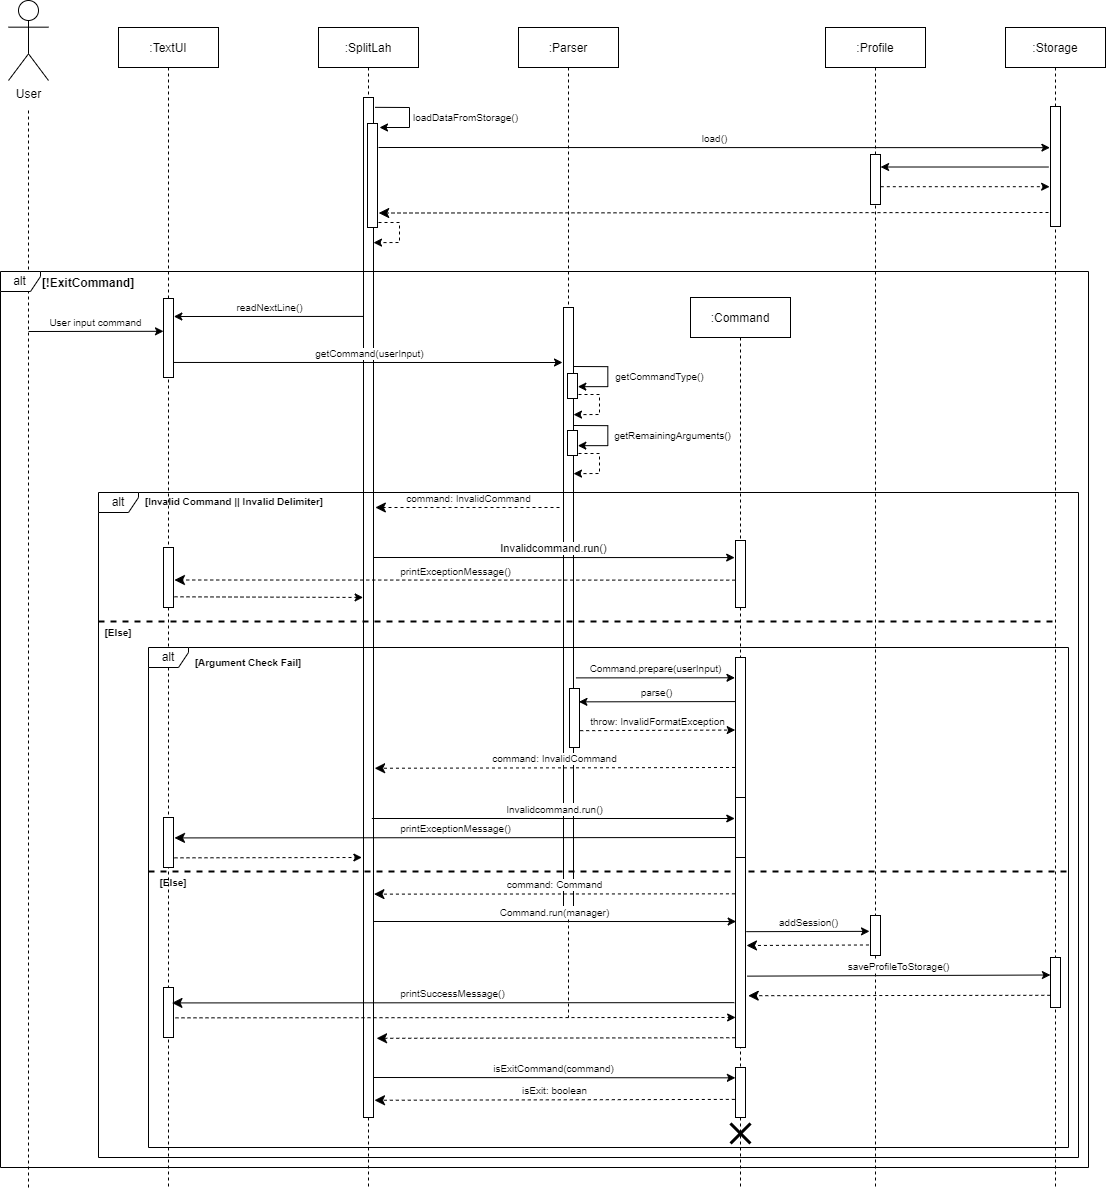 :TextUI
:SplitLah
:Parser
:Profile
:Storage
User
loadDataFromStorage()
load()
alt
[!ExitCommand]
readNextLine()
:Command
User input command
getCommand(userInput)
getCommandType()
getRemainingArguments()
alt
[Invalid Command || Invalid Delimiter]
command: InvalidCommand
Invalidcommand.run()
printExceptionMessage()
[Else]
alt
[Argument Check Fail]
Command.prepare(userInput)
parse()
throw: InvalidFormatException
command: InvalidCommand
Invalidcommand.run()
printExceptionMessage()
[Else]
command: Command
Command.run(manager)
addSession()
saveProfileToStorage()
printSuccessMessage()
isExitCommand(command)
isExit: boolean